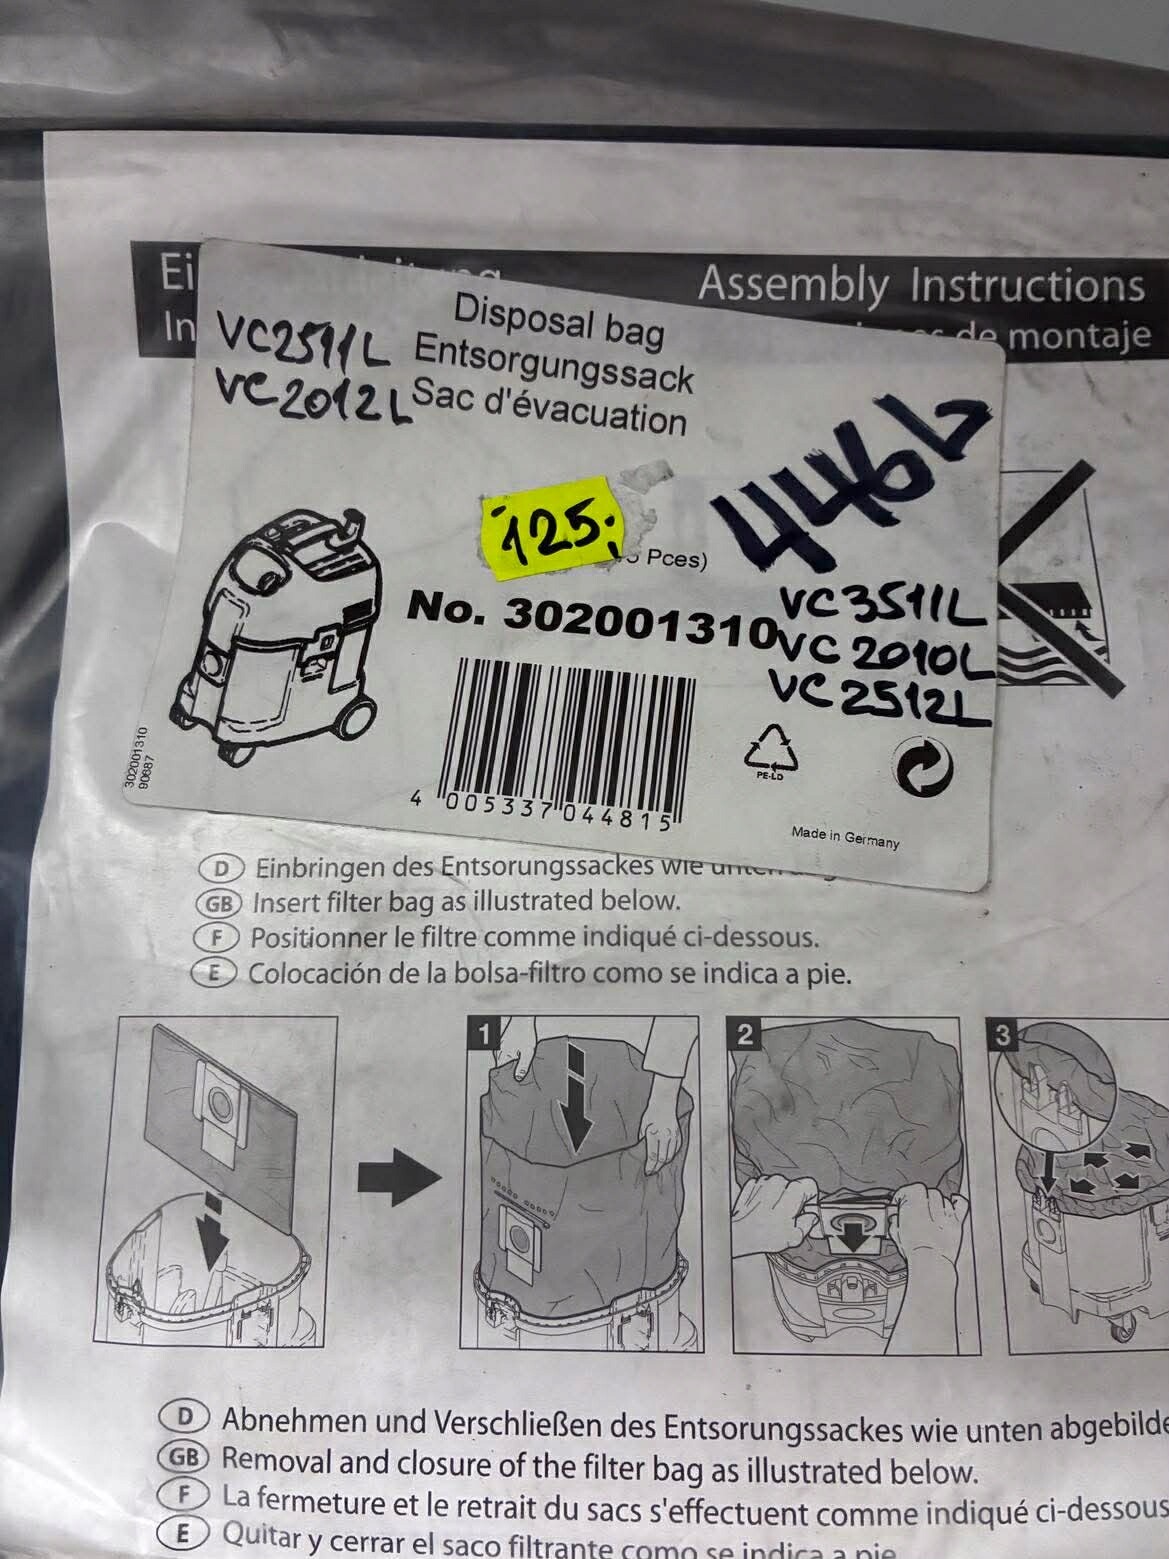 Ei
Assembly Instructions
In
de montaje
Disposal bag
Entsorgungssack
Sac d'évacuation
VC2511L
VC2012L
446
125
Pces)
No. 302001310
VC3511L
VC2010L
VC2512L
302001310
90687
4 005337 044815
PE-LD
Made in Germany
D Einbringen des Entsorungssackes wie
GB Insert filter bag as illustrated below.
F Positionner le filtre comme indiqué ci-dessous.
E Colocación de la bolsa-filtro como se indica a pie.
1
2
3
D Abnehmen und Verschließen des Entsorungssackes wie unten abgebilde
GB Removal and closure of the filter bag as illustrated below.
F La fermeture et le retrait du sacs s'effectuent comme indiqué ci-dessous
E Quitar y cerrar el saco filtrante como se indica a pie